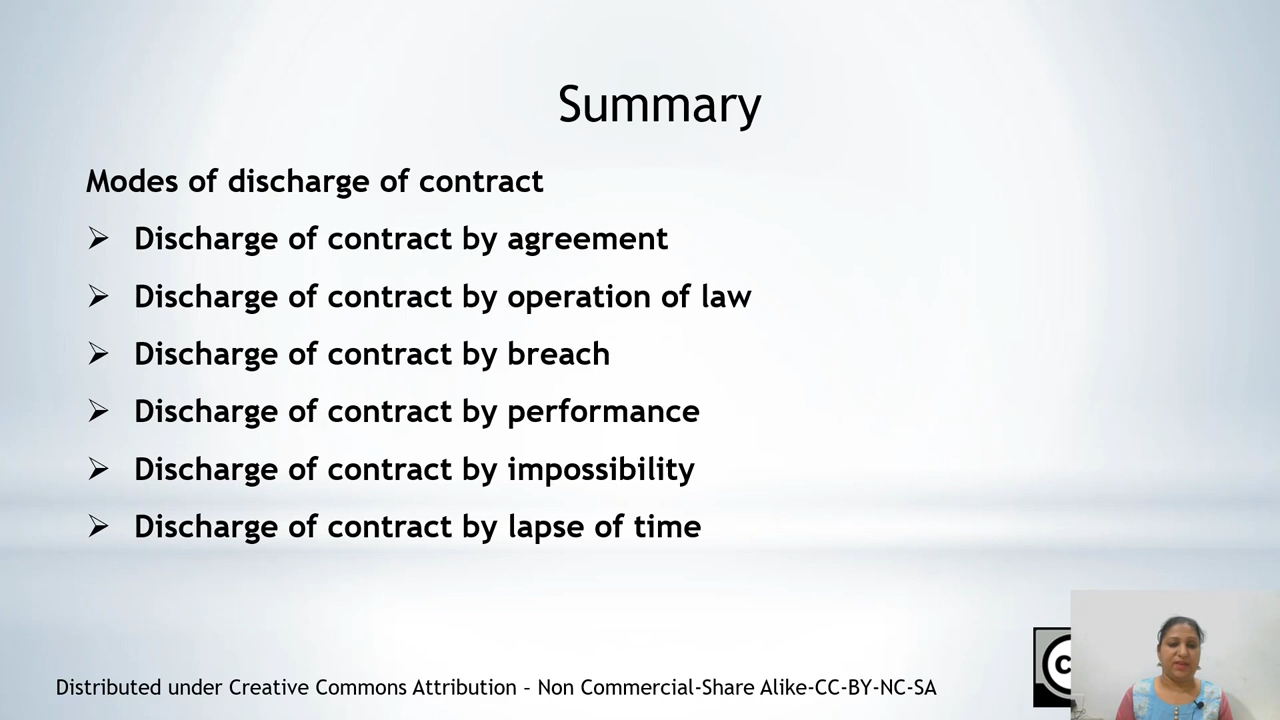 Summary
Modes of discharge of contract
➢ Discharge of contract by agreement
➢ Discharge of contract by operation of law
➢ Discharge of contract by breach
➢ Discharge of contract by performance
➢ Discharge of contract by impossibility
➢ Discharge of contract by lapse of time
Distributed under Creative Commons Attribution – Non Commercial-Share Alike-CC-BY-NC-SA